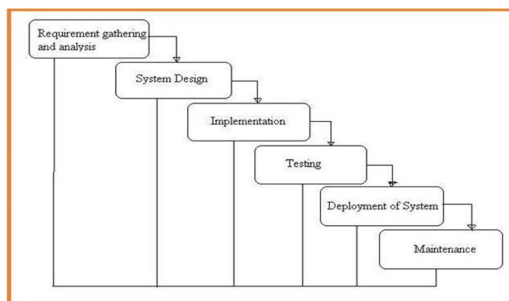 Requirement gathering
and analysis
System Design
Implementation
Testing
Deployment of System
Maintenance